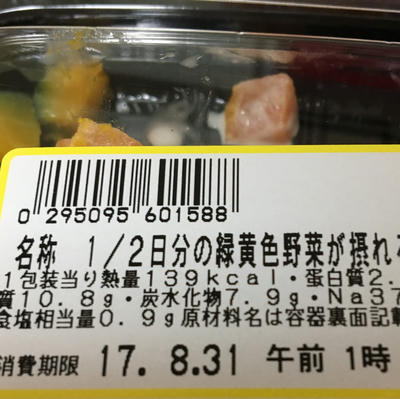 0 295095 601588
名称 1/2日分の緑黄色野菜が摂れる
1包装当り熱量139kcal・蛋白質2.
質10.8g・炭水化物7.9g・Na37
食塩相当量0.9g原材料名は容器裏面記載
消費期限 17. 8.31 午前 1時